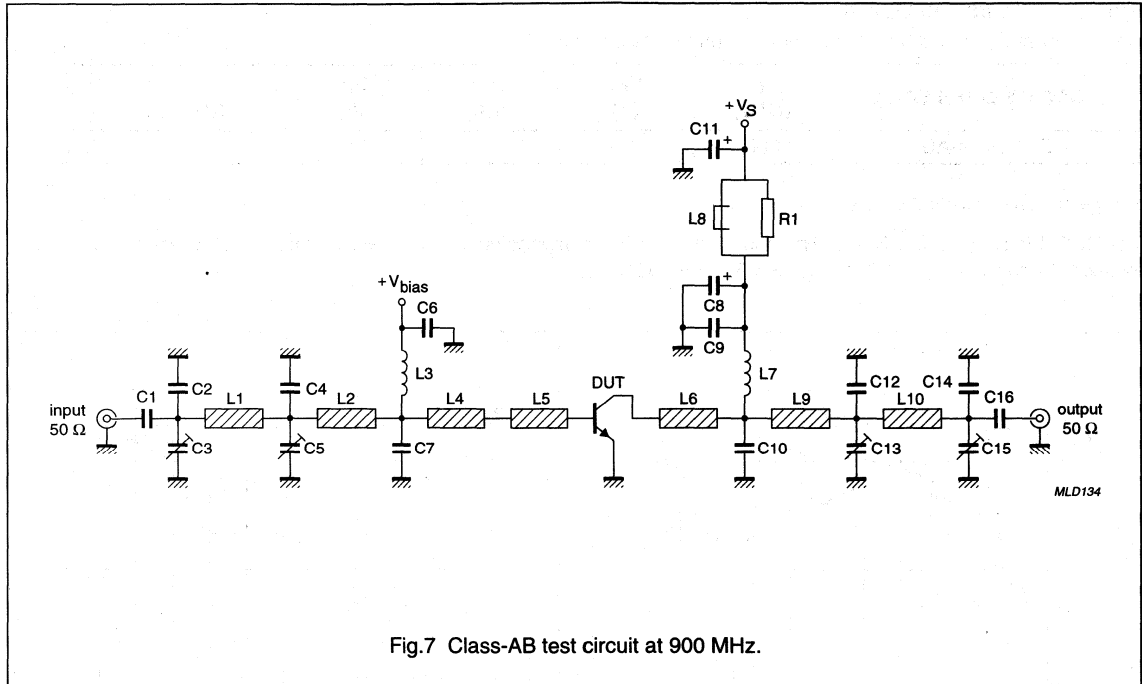 +VS
C11 +
L8 R1
+
C8
C9
+Vbias
C6
L3
L7
DUT
C2 C4 C12 C14
input
50 Ω
C1 L1 L2 L4 L5 L6 L9 L10 C16
output
50 Ω
C3 C5 C7 C10 C13 C15
MLD134
Fig.7 Class-AB test circuit at 900 MHz.